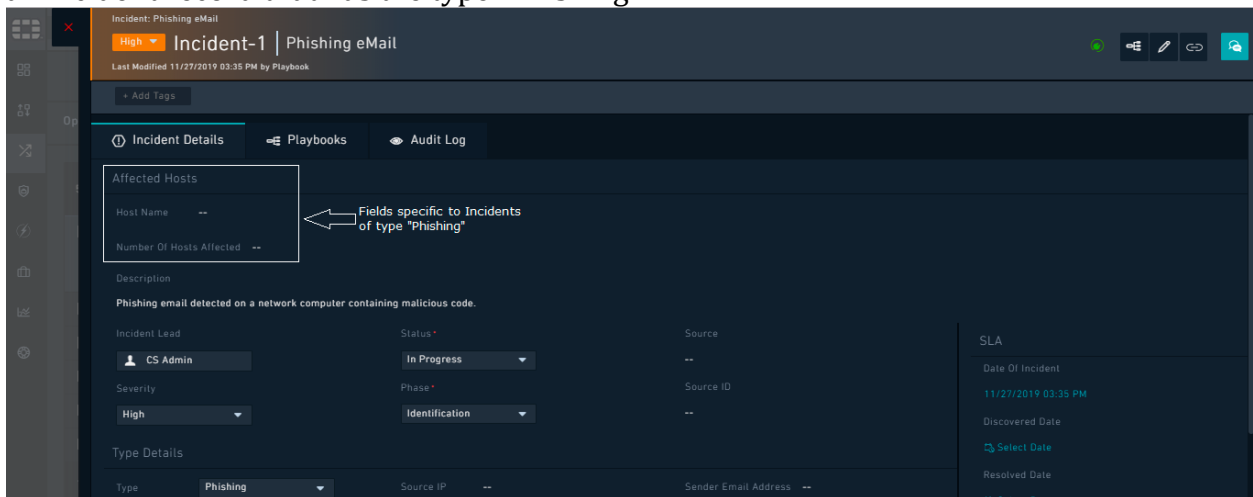 Incident: Phishing eMail
High Incident-1 | Phishing eMail
Last Modified 11/27/2019 03:35 PM by Playbook
+ Add Tags
Op
Incident Details Playbooks Audit Log
Affected Hosts
Host Name --
Number Of Hosts Affected --
Fields specific to Incidents
of type "Phishing"
Description
Phishing email detected on a network computer containing malicious code.
Incident Lead Status• Source
CS Admin In Progress --
Severity Phase• Source ID
High Identification --
SLA
Date Of Incident
11/27/2019 03:35 PM
Discovered Date
Select Date
Resolved Date
Type Details
Type Phishing Source IP -- Sender Email Address --